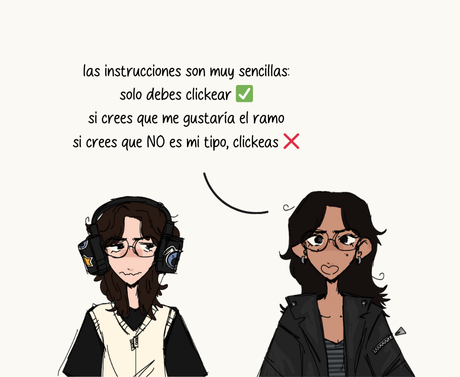 las instrucciones son muy sencillas:
solo debes clickear ✅
si crees que me gustaría el ramo
si crees que NO es mi tipo, clickeas ❌